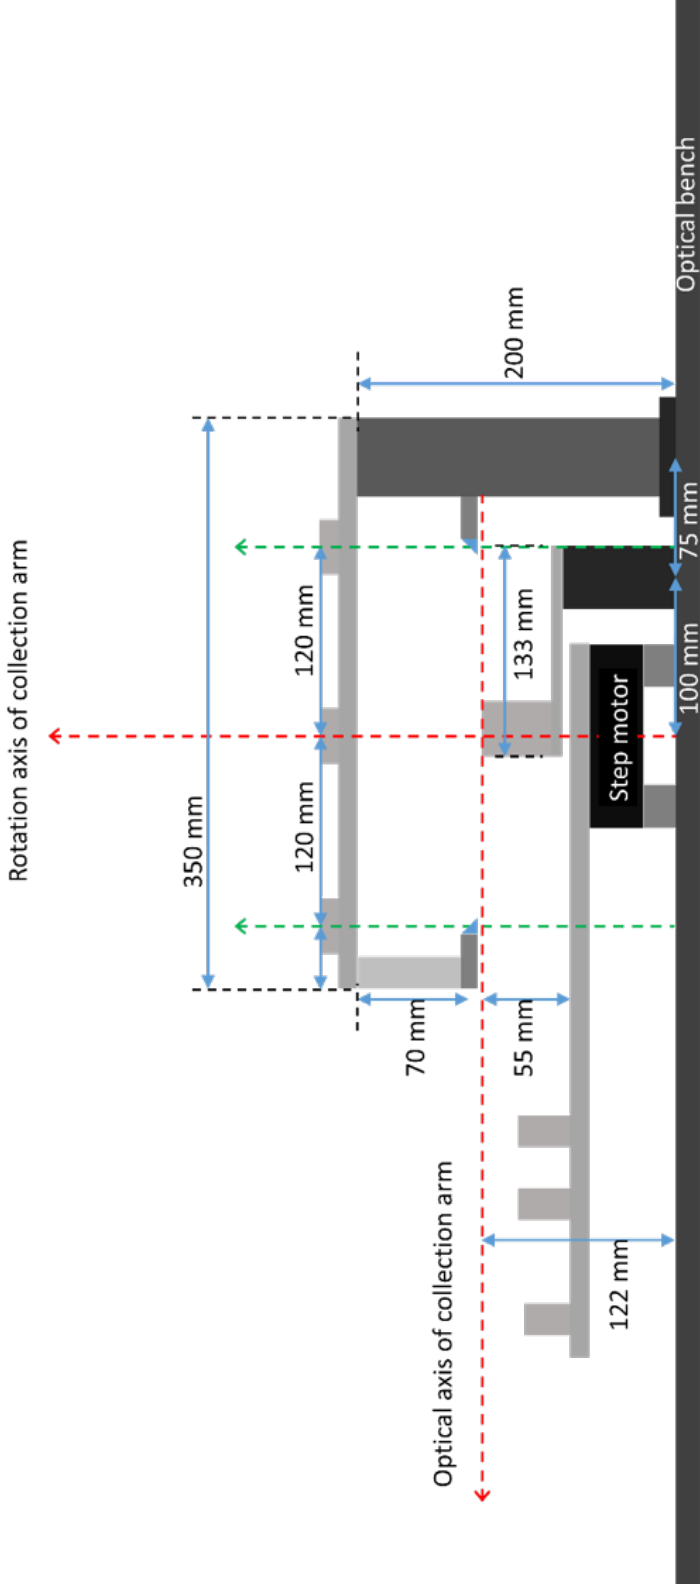 Rotation axis of collection arm
350 mm
120 mm
120 mm
70 mm
Optical axis of collection arm
55 mm
133 mm
200 mm
122 mm
Step motor
100 mm
75 mm
Optical bench